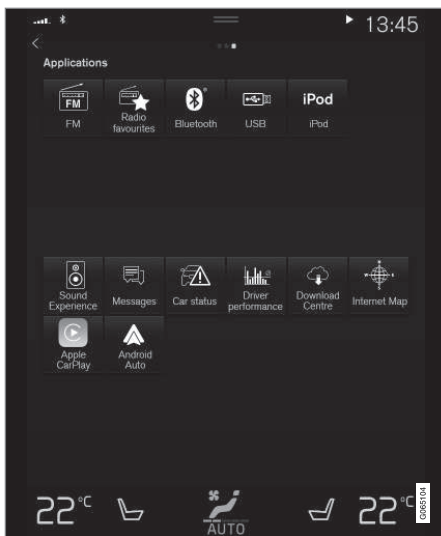 13:45
Applications
FM
iPod
FM
Radio
favourites
Bluetooth
USB
iPod
Sound
Experience
Messages
Car status
Driver
performance
Download
Centre
Internet Map
Apple
CarPlay
Android
Auto
22°C
AUTO
22°C
G065104